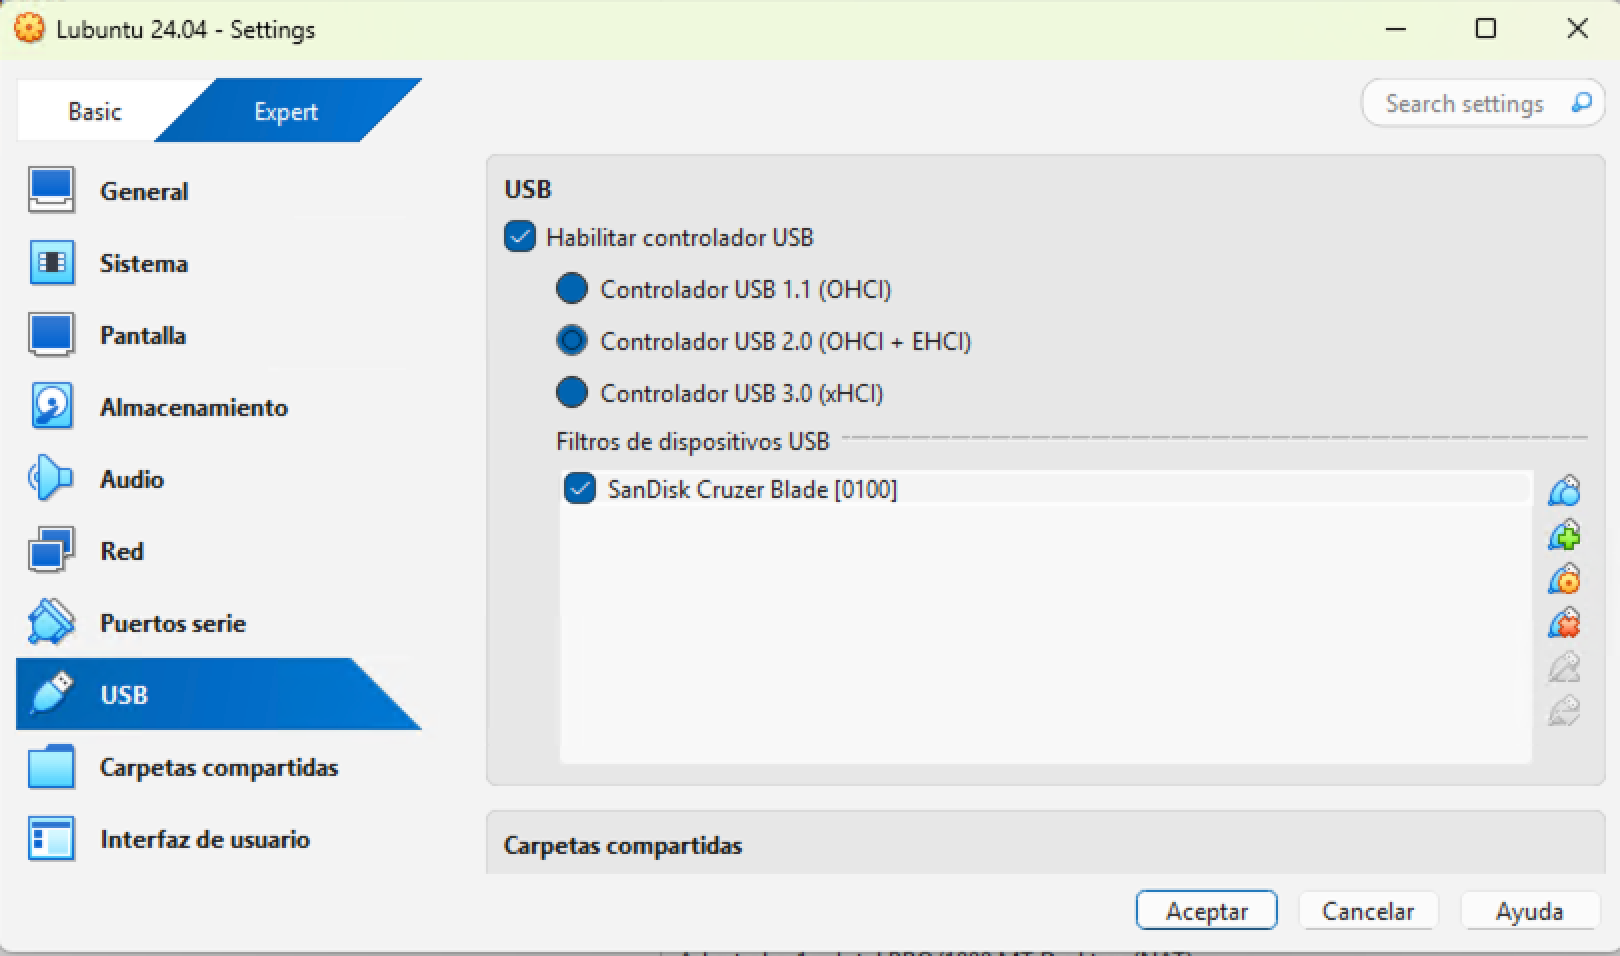 Lubuntu 24.04 - Settings
Basic
Expert
Search settings
General
Sistema
Pantalla
Almacenamiento
Audio
Red
Puertos serie
USB
Carpetas compartidas
Interfaz de usuario
USB
Habilitar controlador USB
Controlador USB 1.1 (OHCI)
Controlador USB 2.0 (OHCI + EHCI)
Controlador USB 3.0 (xHCI)
Filtros de dispositivos USB
SanDisk Cruzer Blade [0100]
Carpetas compartidas
Aceptar
Cancelar
Ayuda